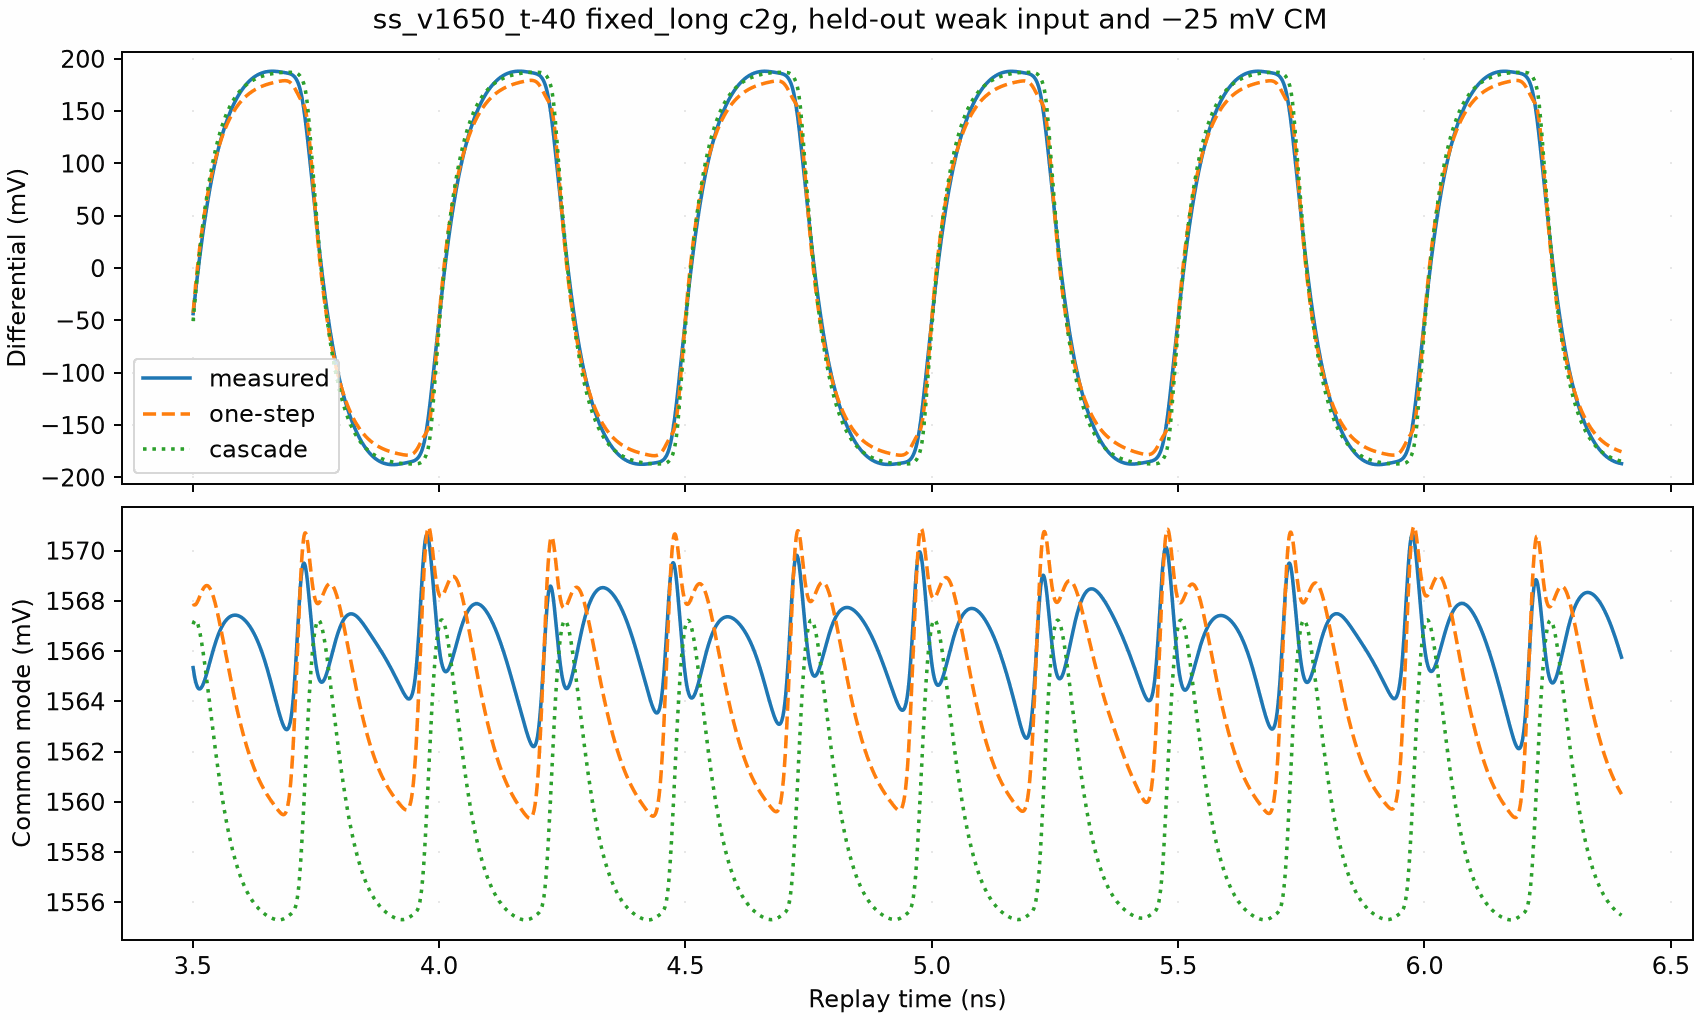 ss_v1650_t-40 fixed_long c2g, held-out weak input and −25 mV CM
Differential (mV)
200
150
100
50
0
−50
−100
−150
−200
measured
one-step
cascade
Common mode (mV)
1570
1568
1566
1564
1562
1560
1558
1556
3.5 4.0 4.5 5.0 5.5 6.0 6.5
Replay time (ns)